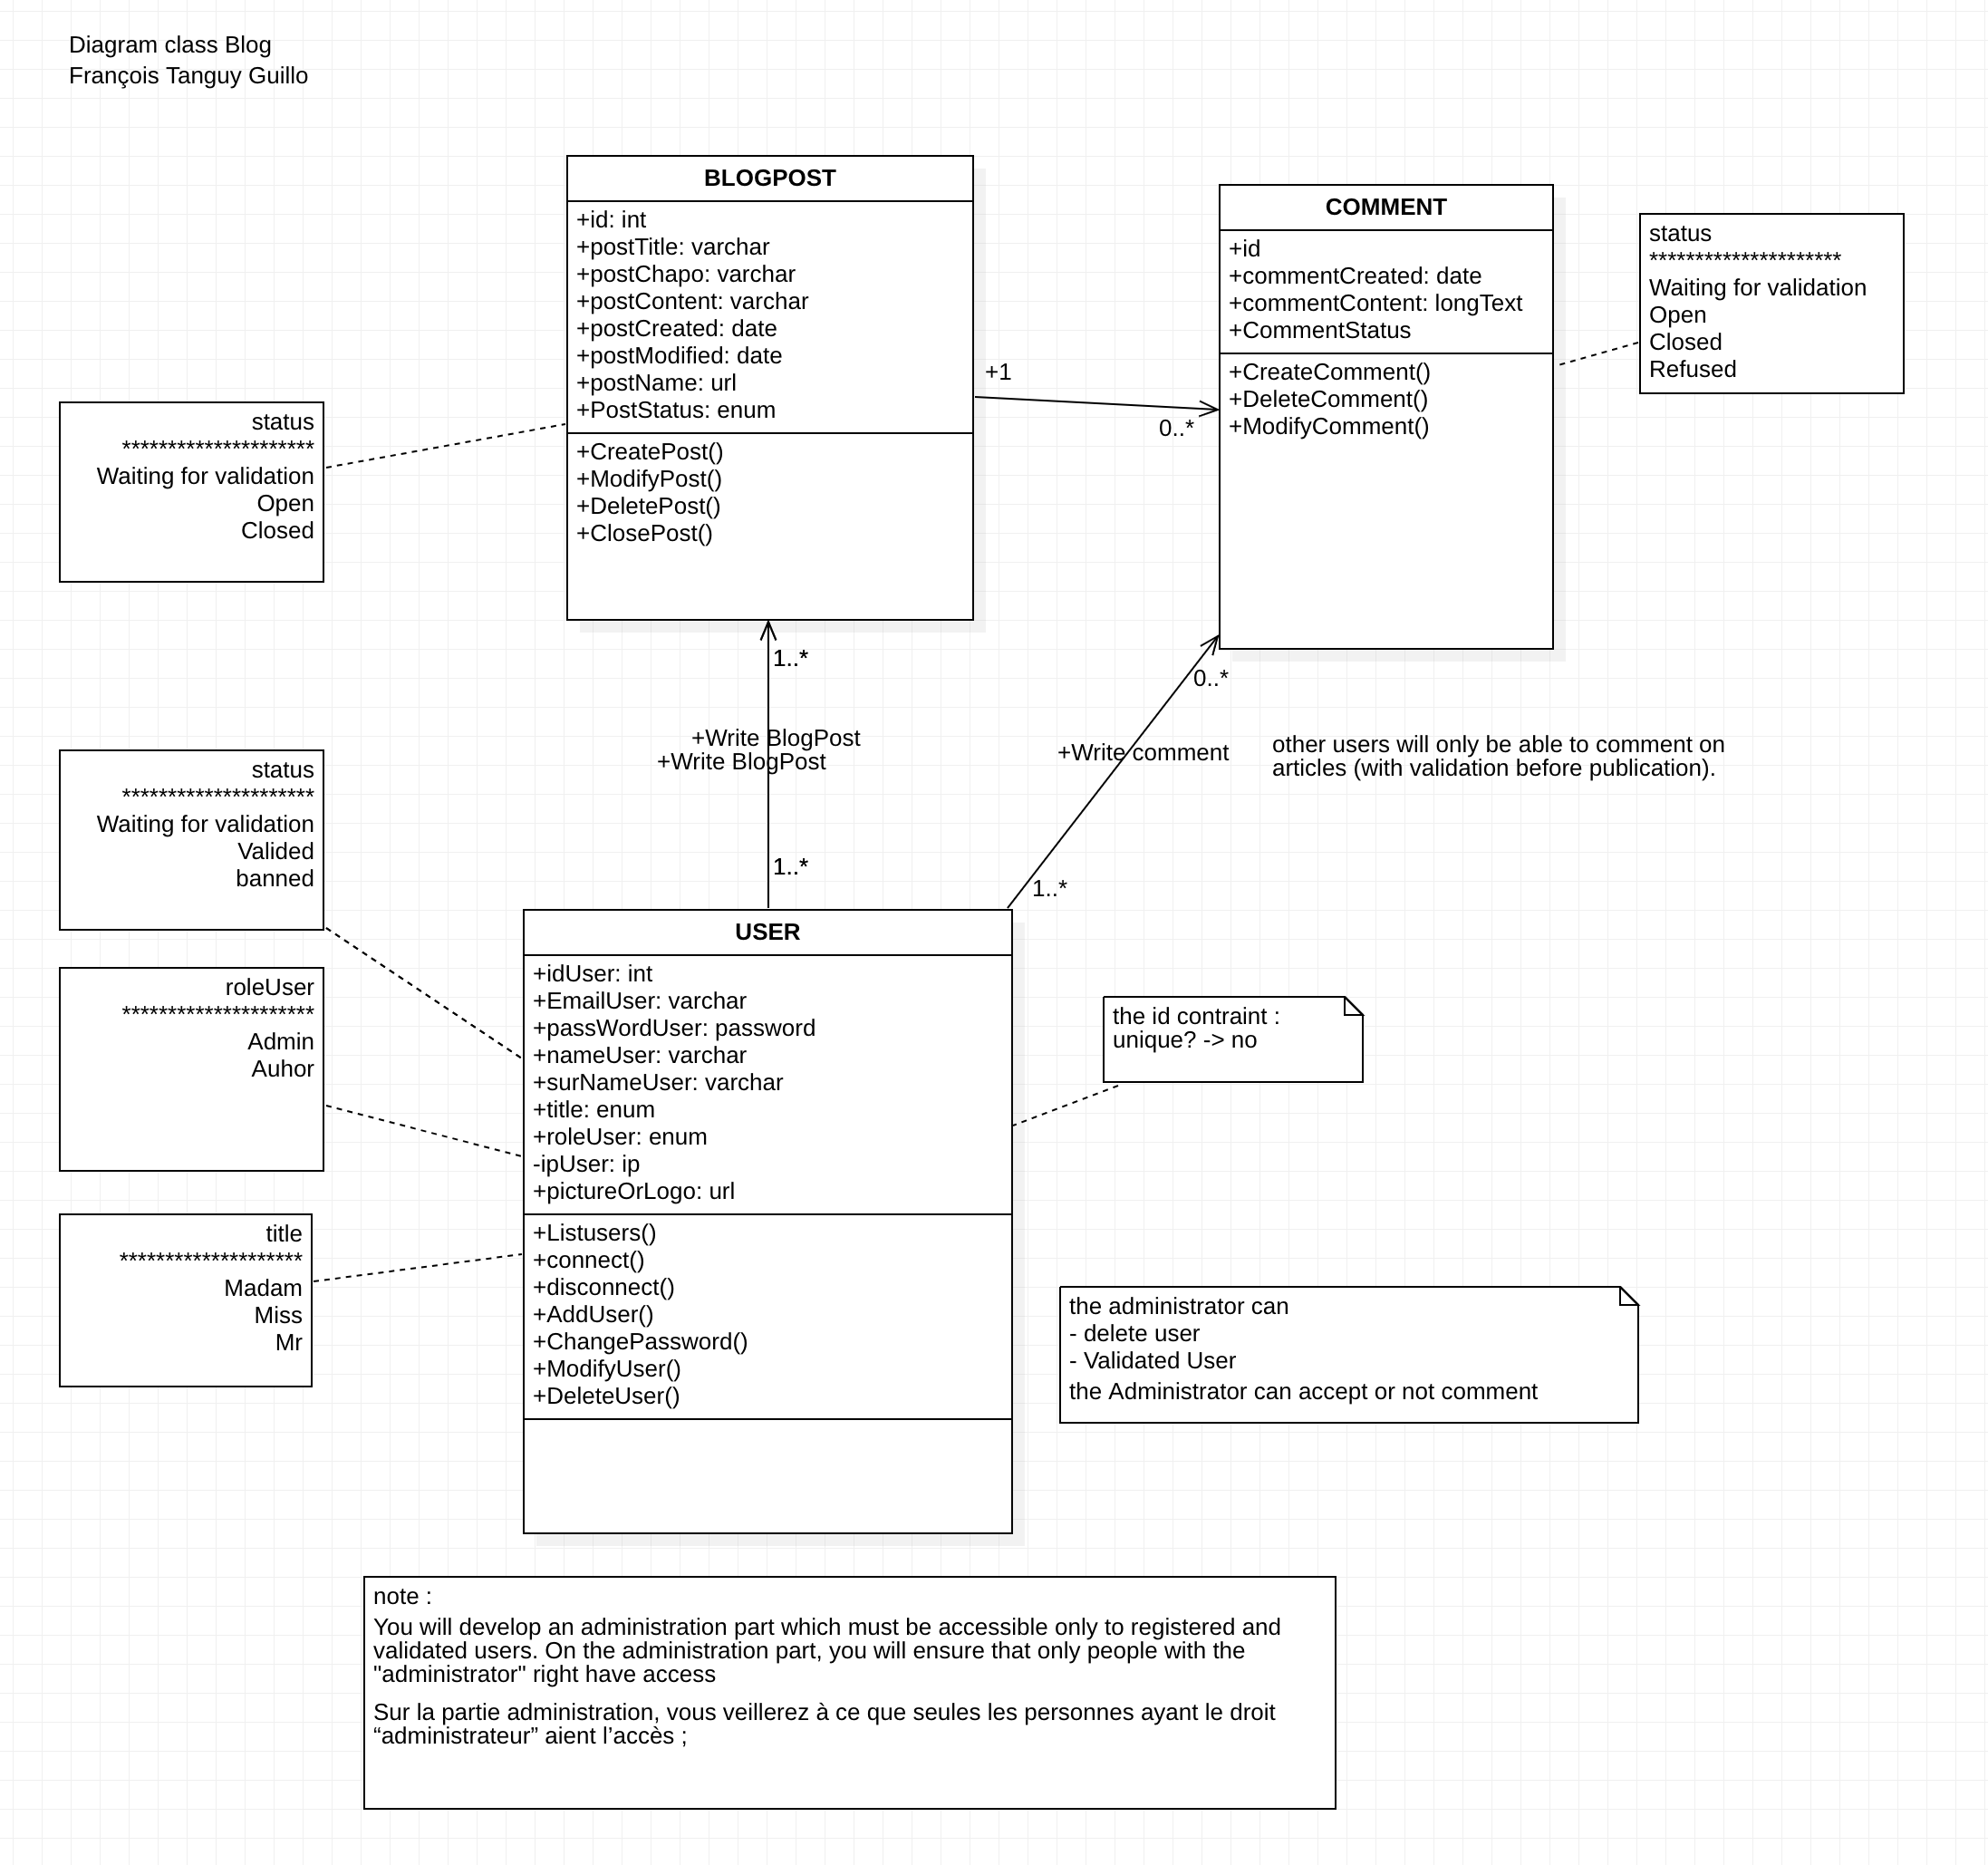 Diagram class Blog
François Tanguy Guillo
BLOGPOST
+id: int
+postTitle: varchar
+postChapo: varchar
+postContent: varchar
+postCreated: date
+postModified: date
+postName: url
+PostStatus: enum
+CreatePost()
+ModifyPost()
+DeletePost()
+ClosePost()
COMMENT
+id
+commentCreated: date
+commentContent: longText
+CommentStatus
+CreateComment()
+DeleteComment()
+ModifyComment()
status
*********************
Waiting for validation
Open
Closed
Refused
+1
0..*
status
*********************
Waiting for validation
Open
Closed
1..*
+Write BlogPost
+Write BlogPost
1..*
0..*
+Write comment
1..*
other users will only be able to comment on
articles (with validation before publication).
status
*********************
Waiting for validation
Valided
banned
roleUser
*********************
Admin
Auhor
title
********************
Madam
Miss
Mr
USER
+idUser: int
+EmailUser: varchar
+passWordUser: password
+nameUser: varchar
+surNameUser: varchar
+title: enum
+roleUser: enum
-ipUser: ip
+pictureOrLogo: url
+Listusers()
+connect()
+disconnect()
+AddUser()
+ChangePassword()
+ModifyUser()
+DeleteUser()
the id contraint :
unique? -> no
the administrator can
- delete user
- Validated User
the Administrator can accept or not comment
note :
You will develop an administration part which must be accessible only to registered and
validated users. On the administration part, you will ensure that only people with the
"administrator" right have access
Sur la partie administration, vous veillerez à ce que seules les personnes ayant le droit
“administrateur” aient l’accès ;